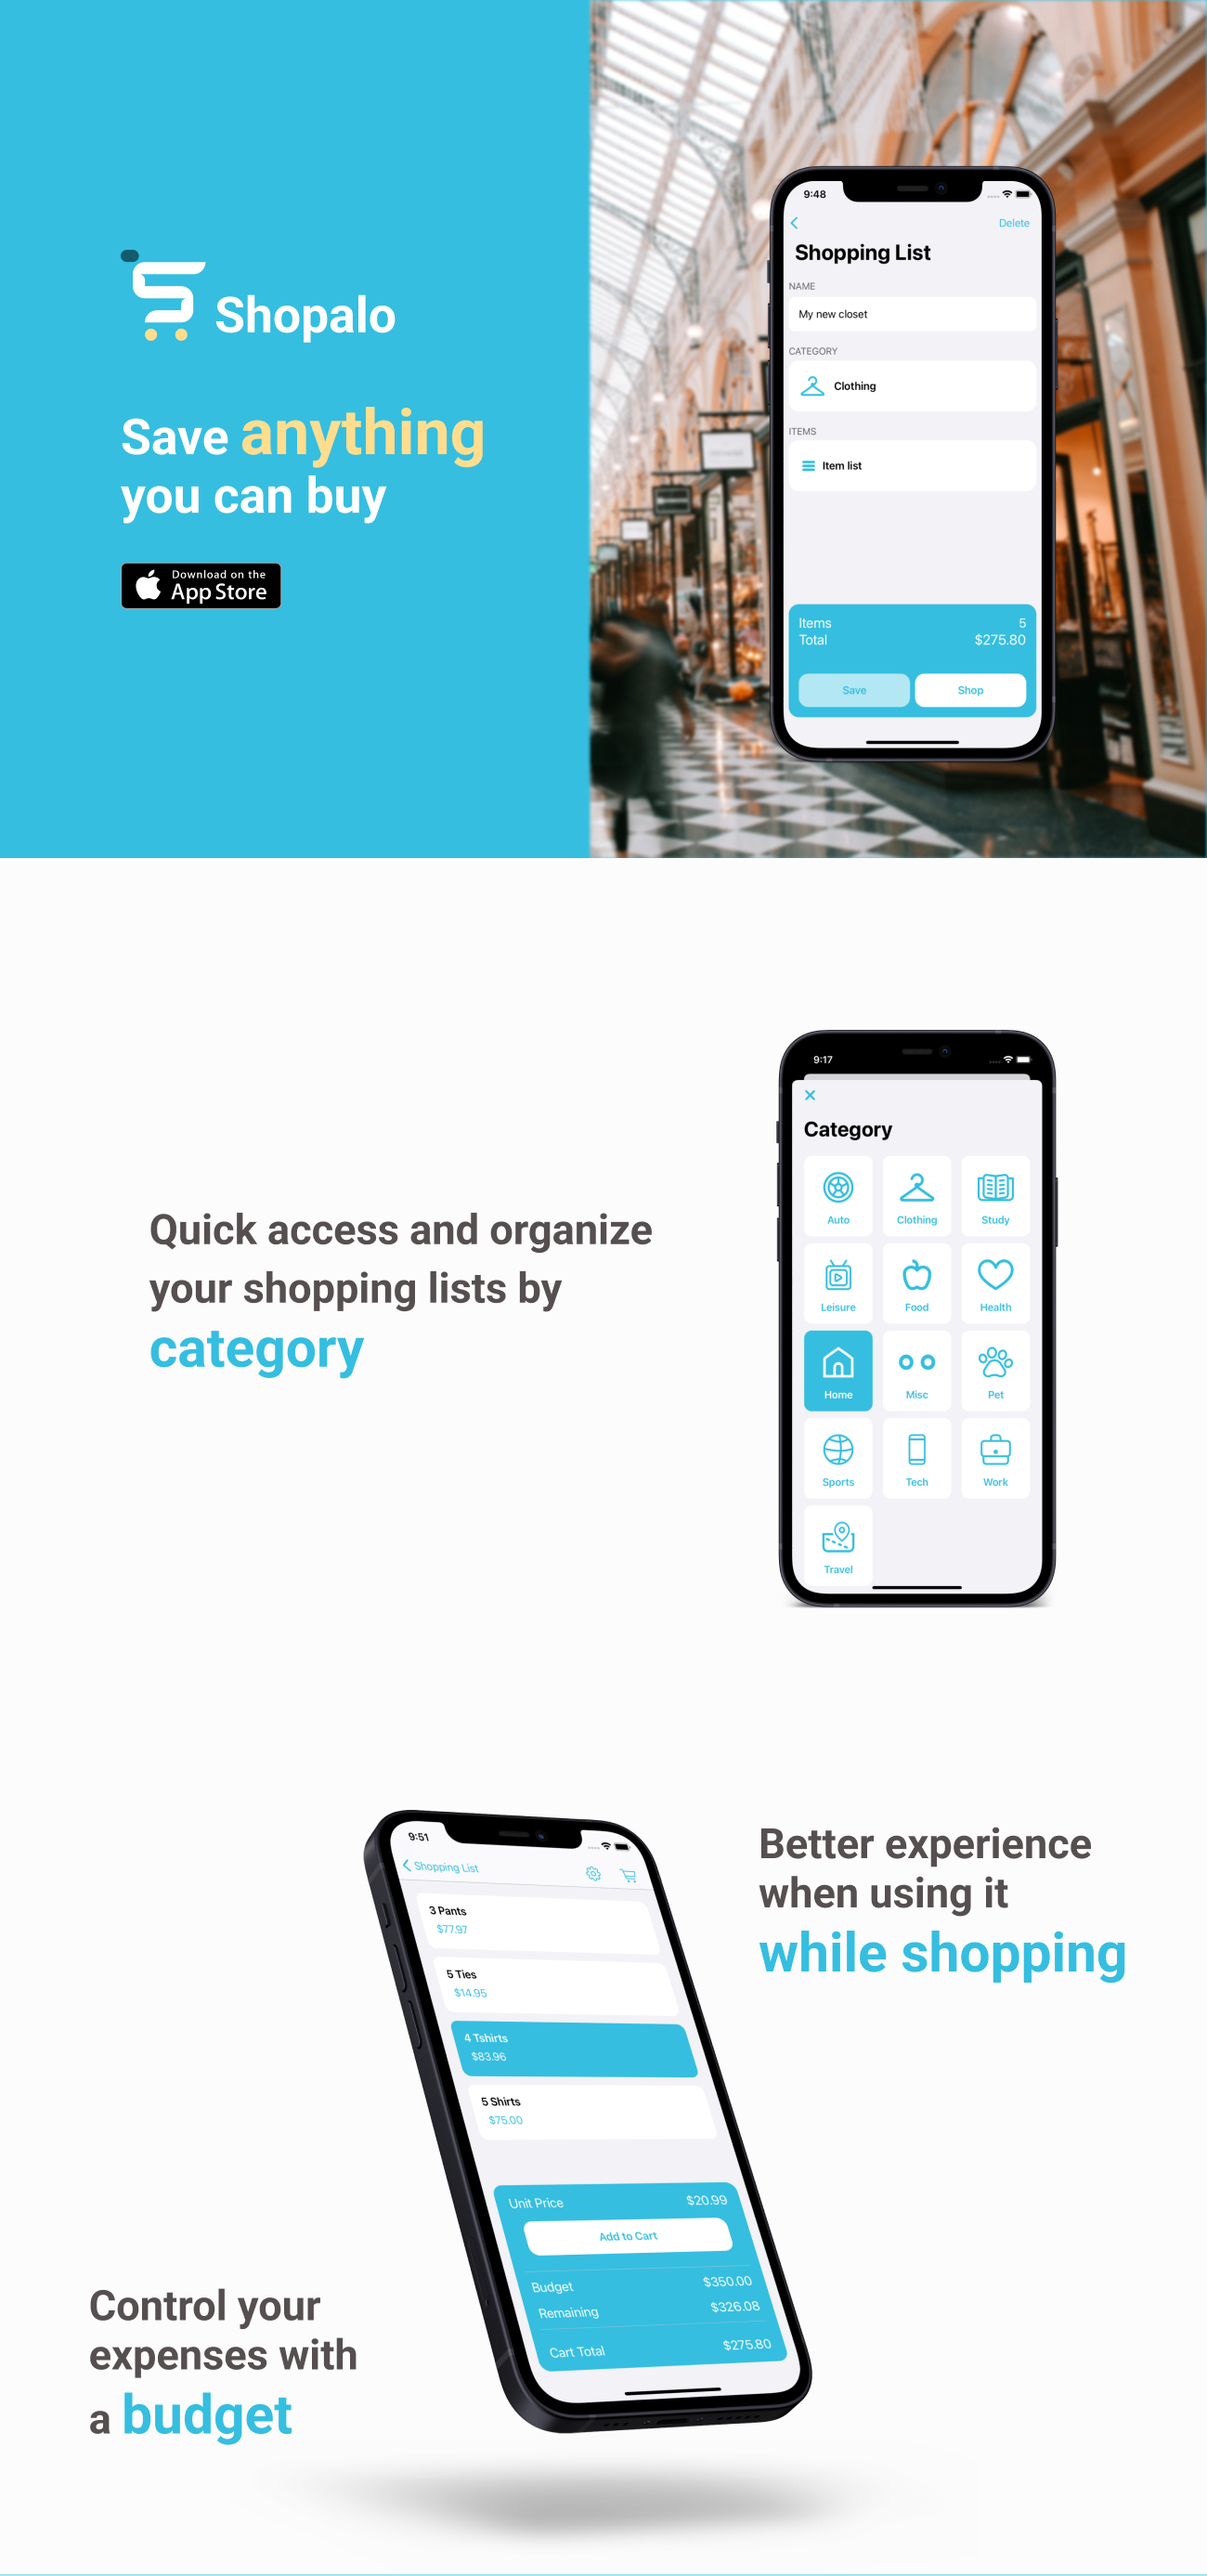 Shopalo
Save anything
you can buy
Download on the
App Store
9:48
Delete
Shopping List
NAME
My new closet
CATEGORY
Clothing
ITEMS
Item list
Items 5
Total $275.80
Save Shop
Quick access and organize
your shopping lists by
category
9:17
Category
Auto Clothing Study
Leisure Food Health
Home Misc Pet
Sports Tech Work
Travel
Better experience
when using it
while shopping
9:51
Shopping List
3 Pants
$77.97
5 Ties
$14.95
4 Tshirts
$83.96
5 Shirts
$75.00
Unit Price $20.99
Add to Cart
Budget $350.00
Remaining $326.08
Cart Total $275.80
Control your
expenses with
a budget